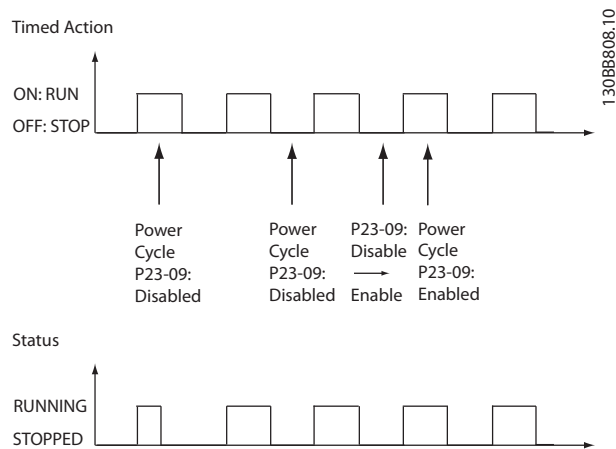 Timed Action
130BB808.10
ON: RUN
OFF: STOP
Power
Cycle
P23-09:
Disabled
Power
Cycle
P23-09:
Disabled
P23-09:
Disable
Enable
Power
Cycle
P23-09:
Enabled
Status
RUNNING
STOPPED